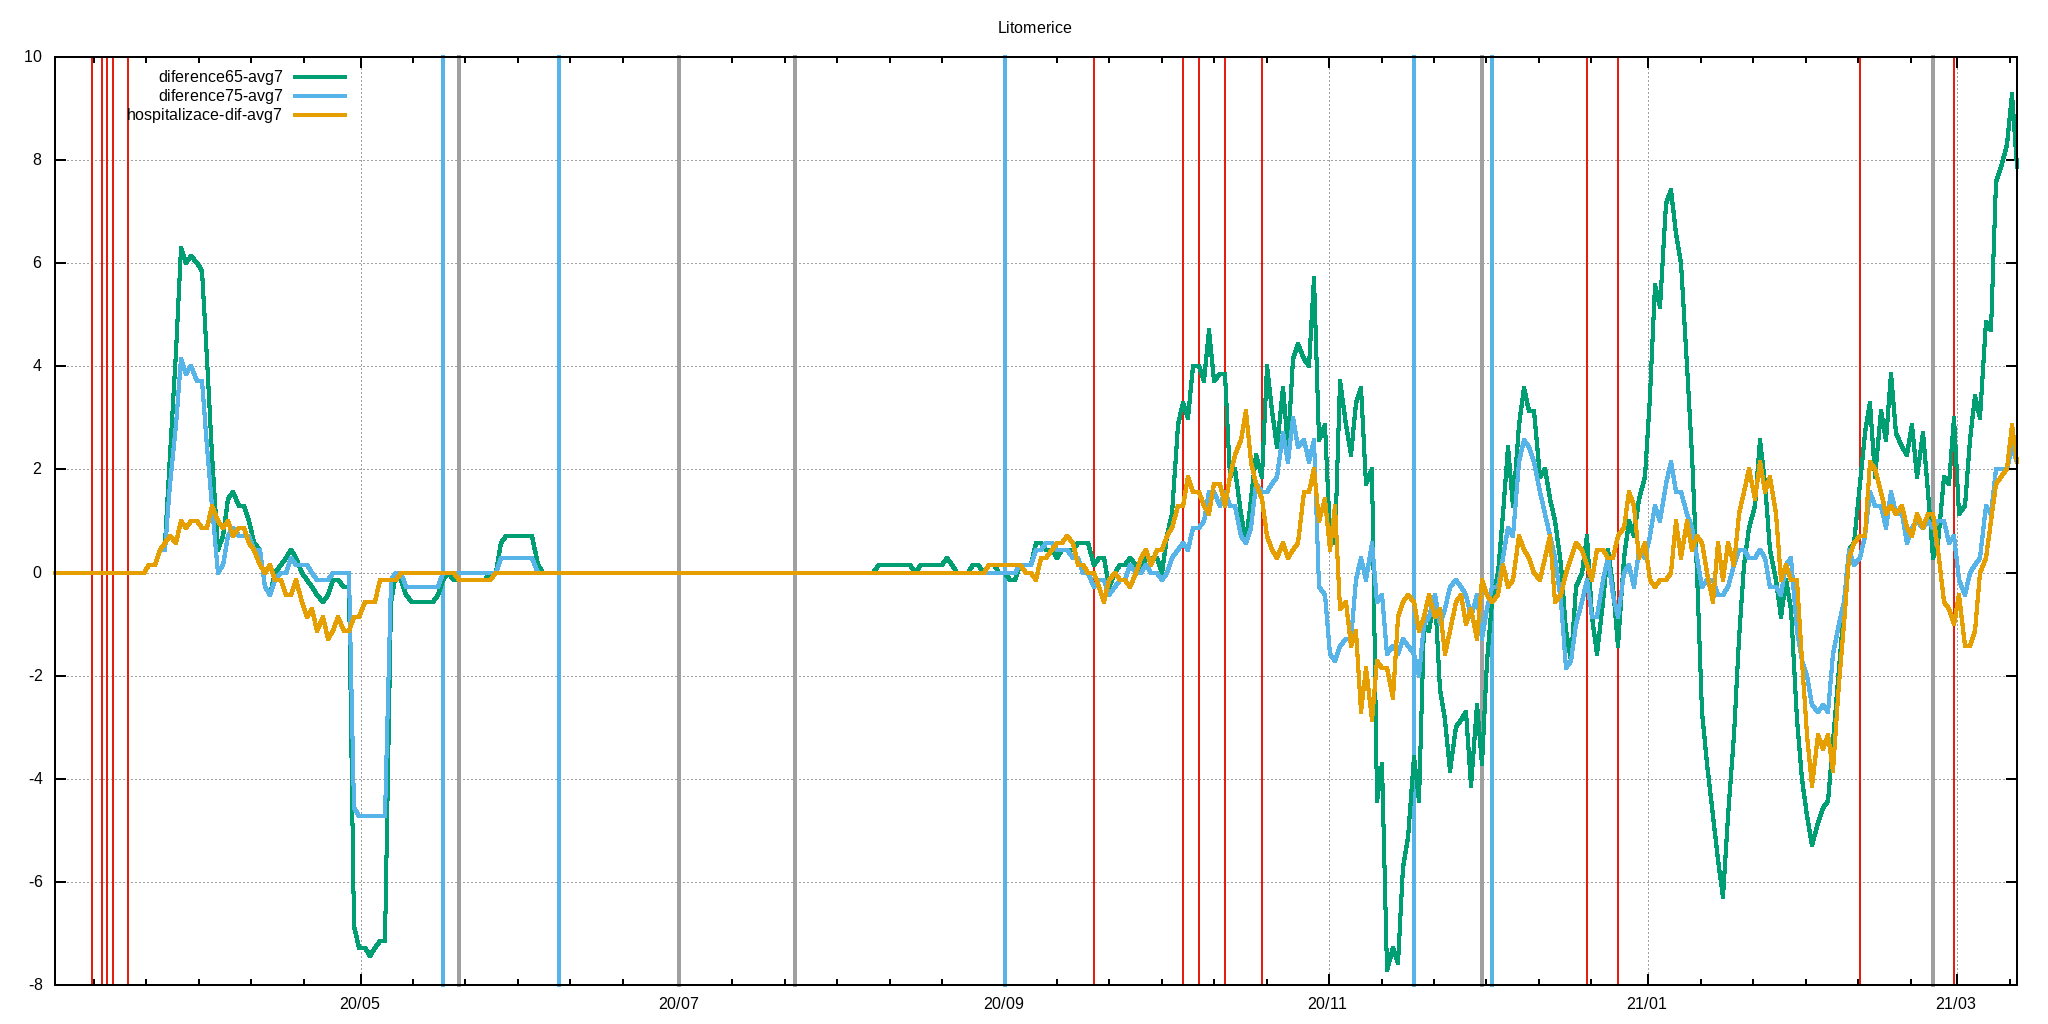 Litomerice
10
diference65-avg7
diference75-avg7
hospitalizace-dif-avg7
8
6
4
2
0
-2
-4
-6
-8
20/05 20/07 20/09 20/11 21/01 21/03